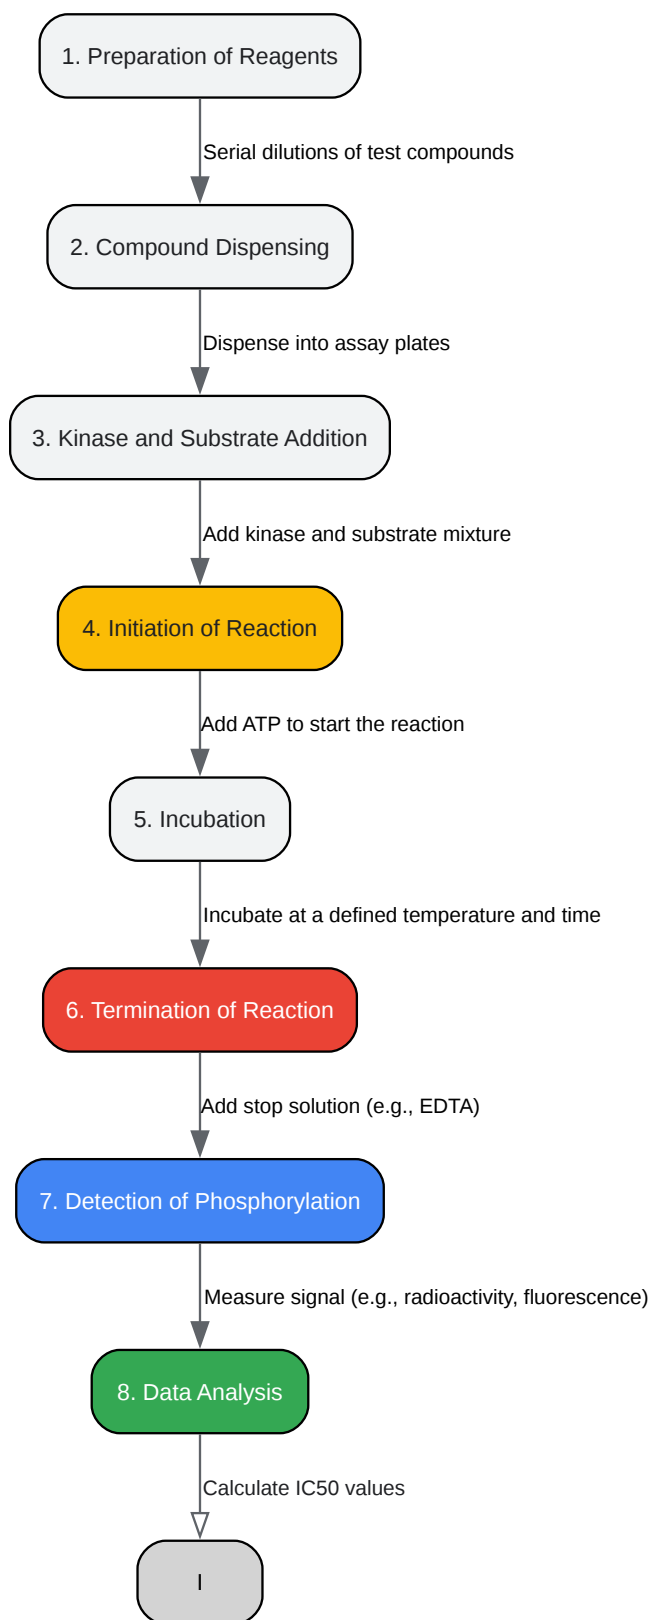 1. Preparation of Reagents
Serial dilutions of test compounds
2. Compound Dispensing
Dispense into assay plates
3. Kinase and Substrate Addition
Add kinase and substrate mixture
4. Initiation of Reaction
Add ATP to start the reaction
5. Incubation
Incubate at a defined temperature and time
6. Termination of Reaction
Add stop solution (e.g., EDTA)
7. Detection of Phosphorylation
Measure signal (e.g., radioactivity, fluorescence)
8. Data Analysis
Calculate IC50 values
I